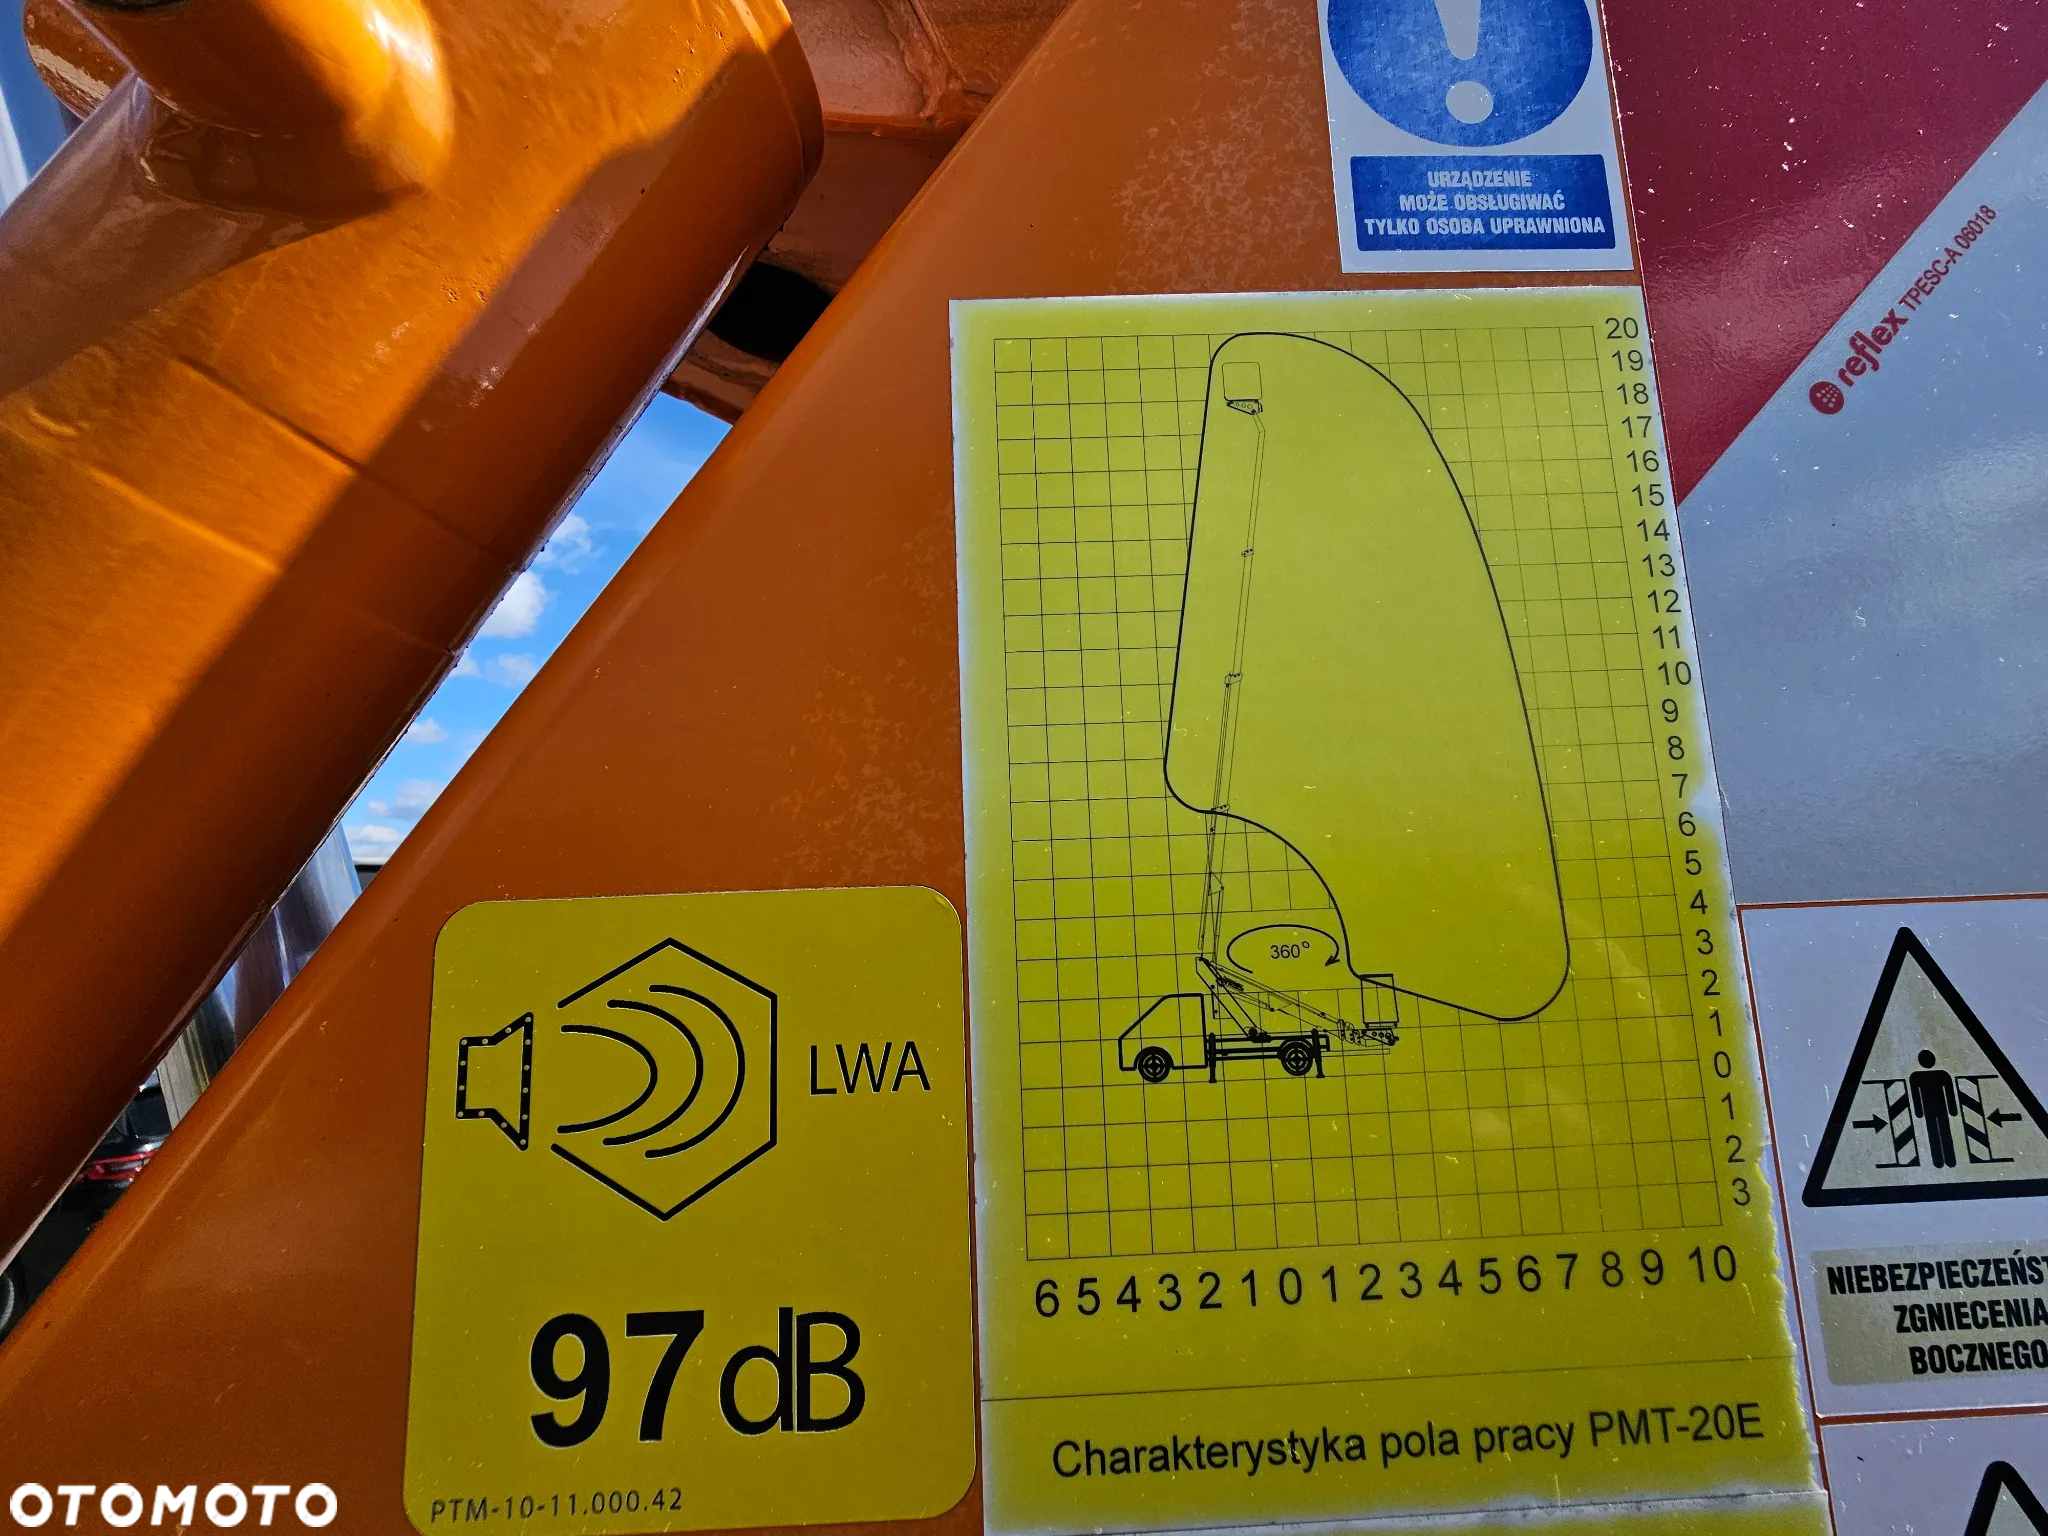 URZĄDZENIE
MOŻE OBSŁUGIWAĆ
TYLKO OSOBA UPRAWNIONA
reflex TPESC-A 06018
20
19
18
17
16
15
14
13
12
11
10
9
8
7
6
5
4
3
2
1
0
1
2
3
360°
6 5 4 3 2 1 0 1 2 3 4 5 6 7 8 9 10
Charakterystyka pola pracy PMT-20E
LWA
97 dB
PTM-10-11.000.42
ZGNIECENIA
BOCZNEGO
OTOMOTO